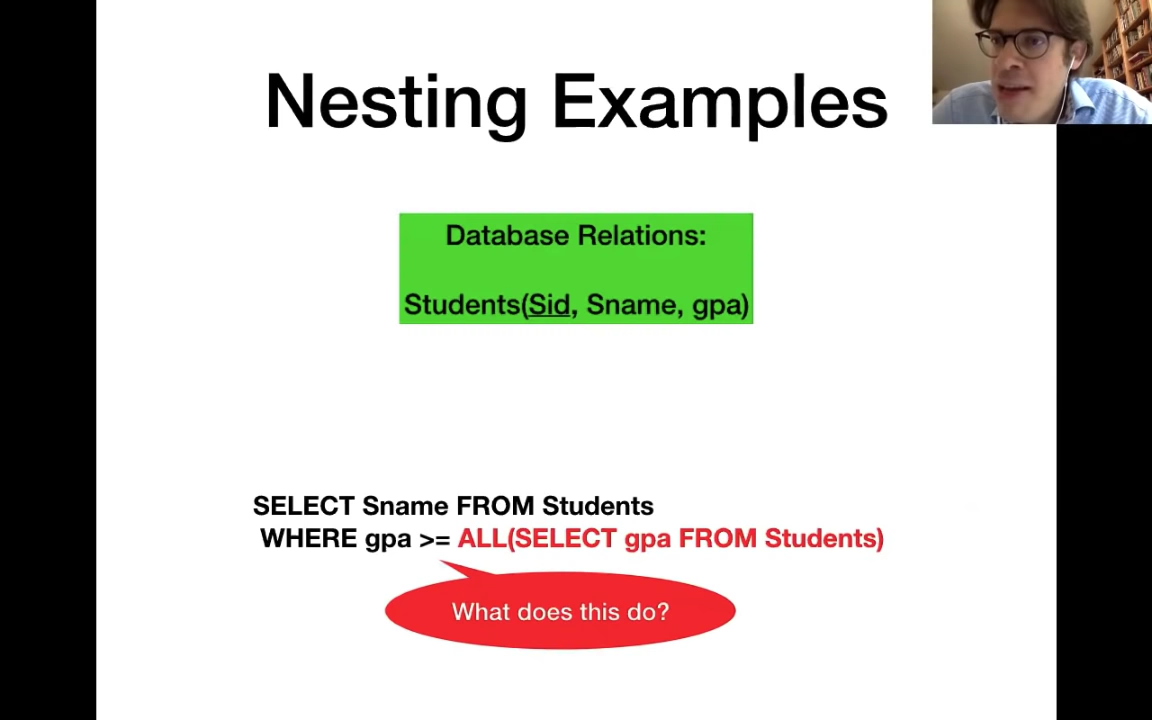 Nesting Examples
Database Relations:
Students(Sid, Sname, gpa)
SELECT Sname FROM Students
WHERE gpa >= ALL(SELECT gpa FROM Students)
What does this do?